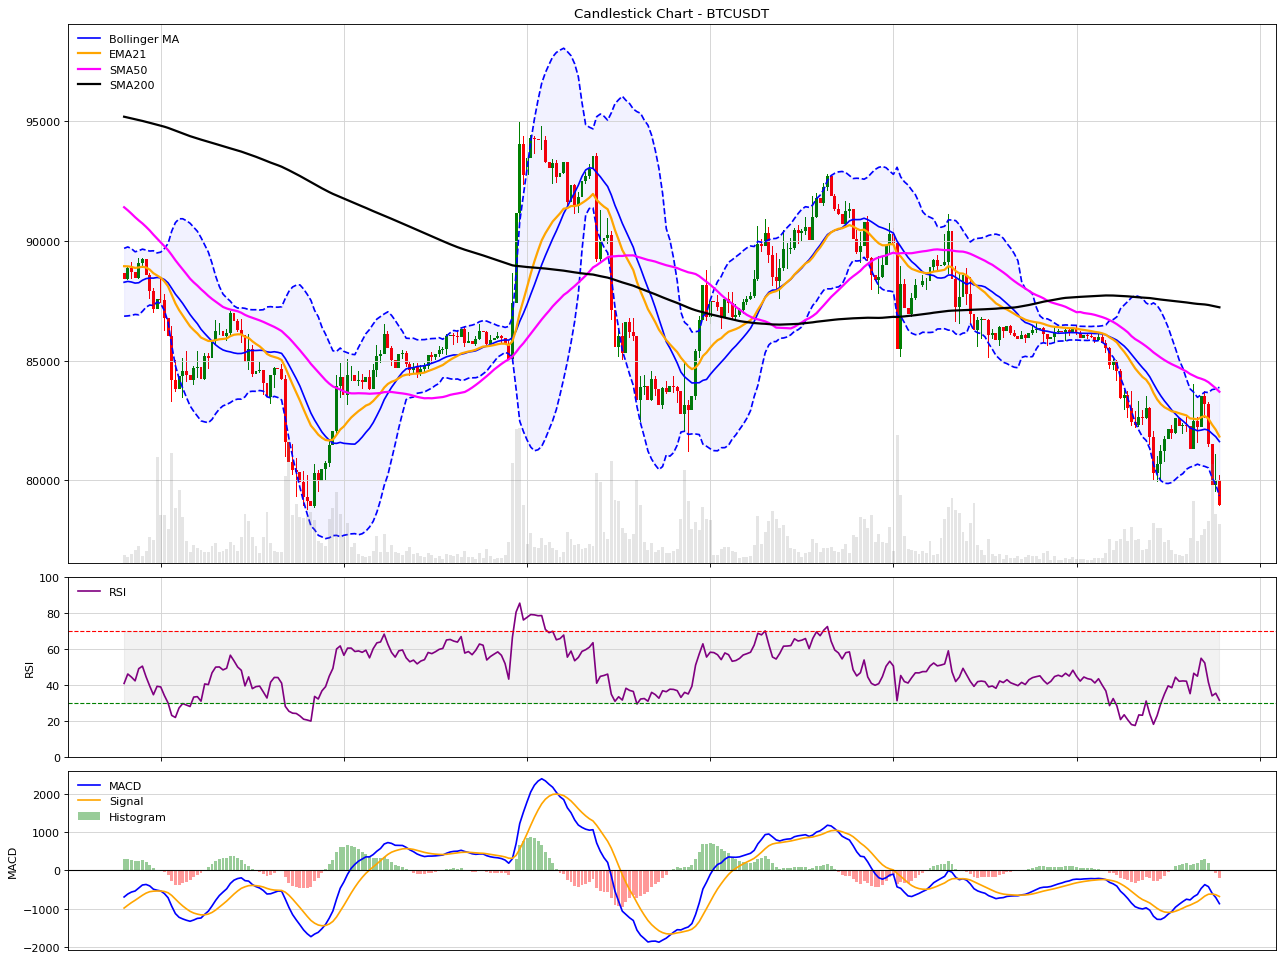 Candlestick Chart - BTCUSDT
Bollinger MA
EMA21
SMA50
SMA200
95000
90000
85000
80000
100
80
60
40
20
0
RSI
RSI
2000
1000
0
−1000
−2000
MACD
MACD
Signal
Histogram